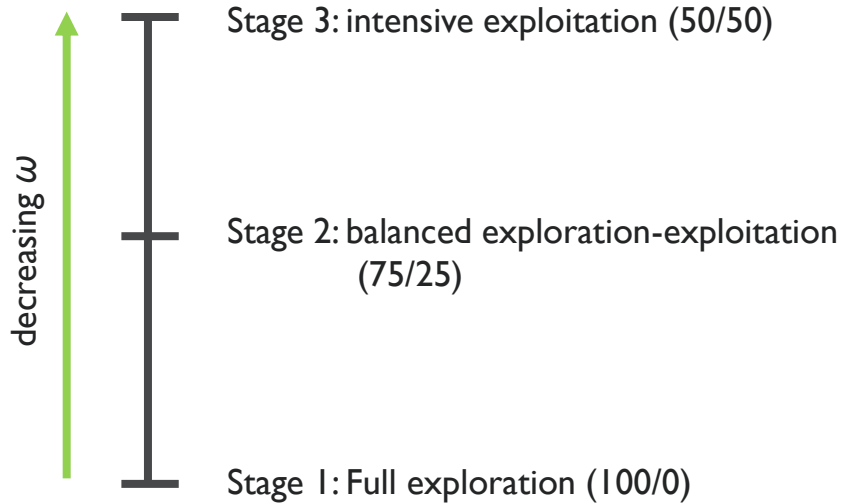 Stage 3: intensive exploitation (50/50)
decreasing ω
Stage 2: balanced exploration-exploitation
(75/25)
Stage 1: Full exploration (100/0)